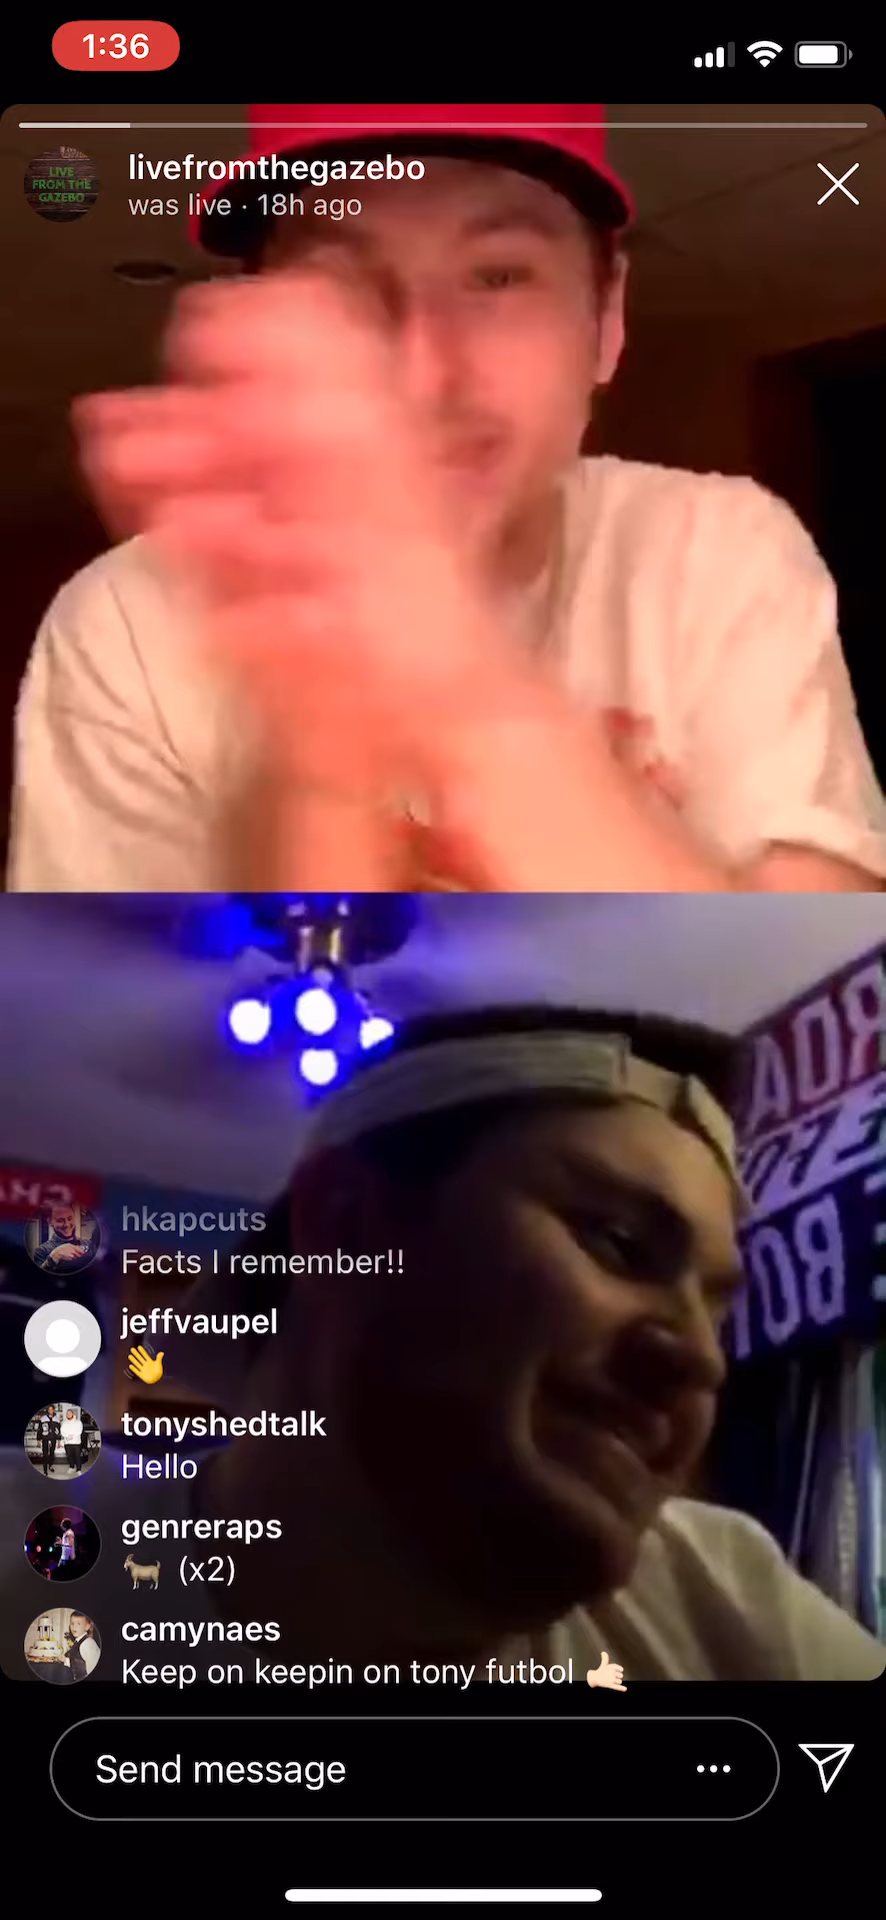 1:36
livefromthegazebo
was live · 18h ago
LIVE
FROM THE
GAZEBO
hkapcuts
Facts I remember!!
jeffvaupel
👋
tonyshedtalk
Hello
genreraps
🐐 (x2)
camynaes
Keep on keepin on tony futbol 🤙🏻
Send message